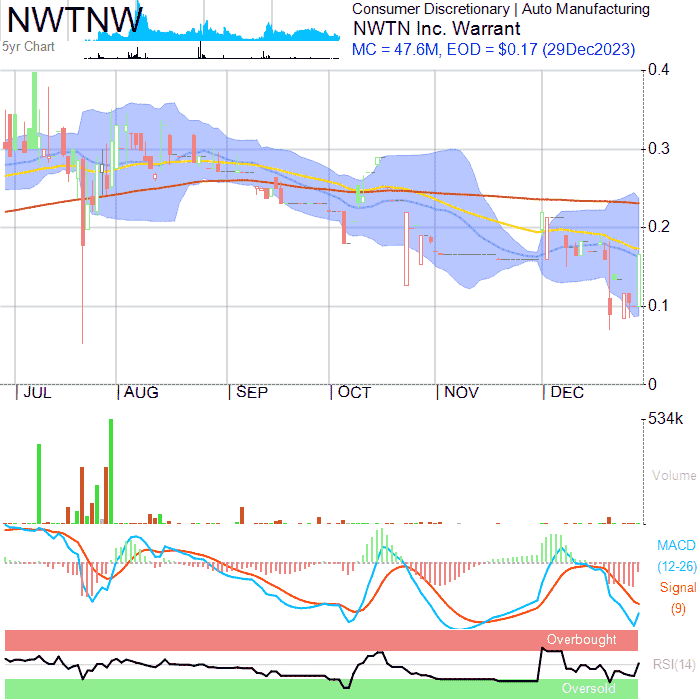 NWTNW
5yr Chart
Consumer Discretionary | Auto Manufacturing
NWTN Inc. Warrant
MC = 47.6M, EOD = $0.17 (29Dec2023)
0.4
0.3
0.2
0.1
0
JUL AUG SEP OCT NOV DEC
534k
Volume
MACD
(12-26)
Signal
(9)
Overbought
RSI(14)
Oversold